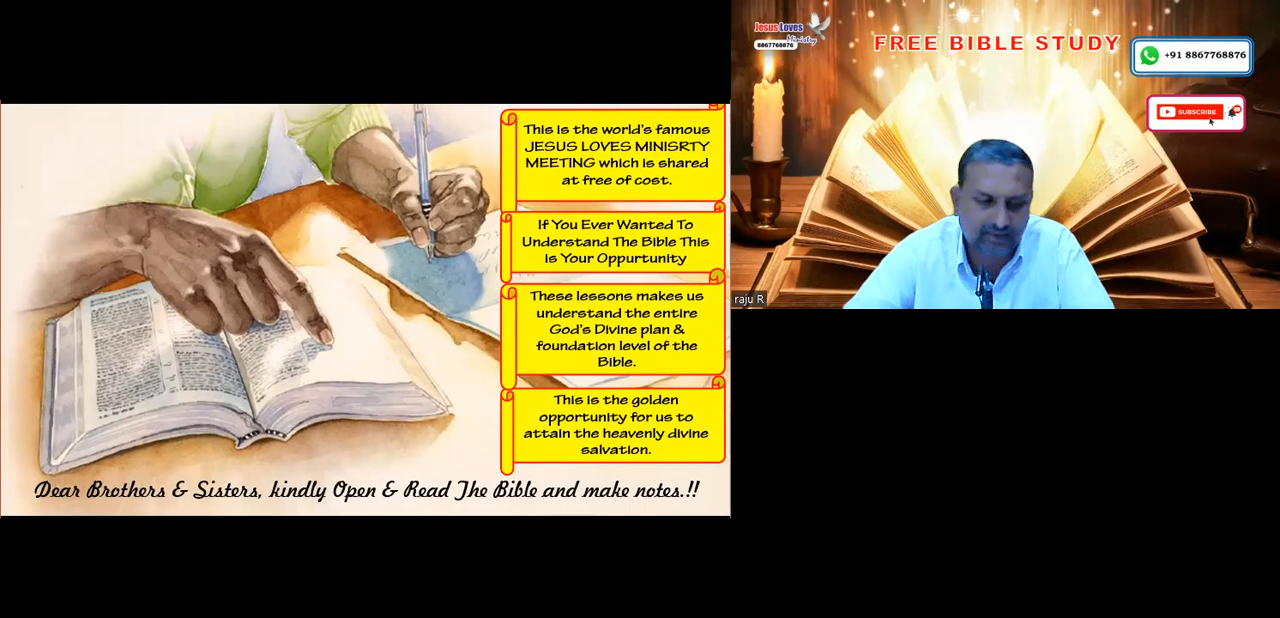 This is the world's famous
JESUS LOVES MINISRTY
MEETING which is shared
at free of cost.
If You Ever Wanted To
Understand The Bible This
is Your Oppurtunity
These lessons makes us
understand the entire
God's Divine plan &
foundation level of the
Bible.
This is the golden
opportunity for us to
attain the heavenly divine
salvation.
Dear Brothers & Sisters, kindly Open & Read The Bible and make notes.!!
Jesus Loves
Ministry
8867768876
FREE BIBLE STUDY
+91 8867768876
SUBSCRIBE
raju R